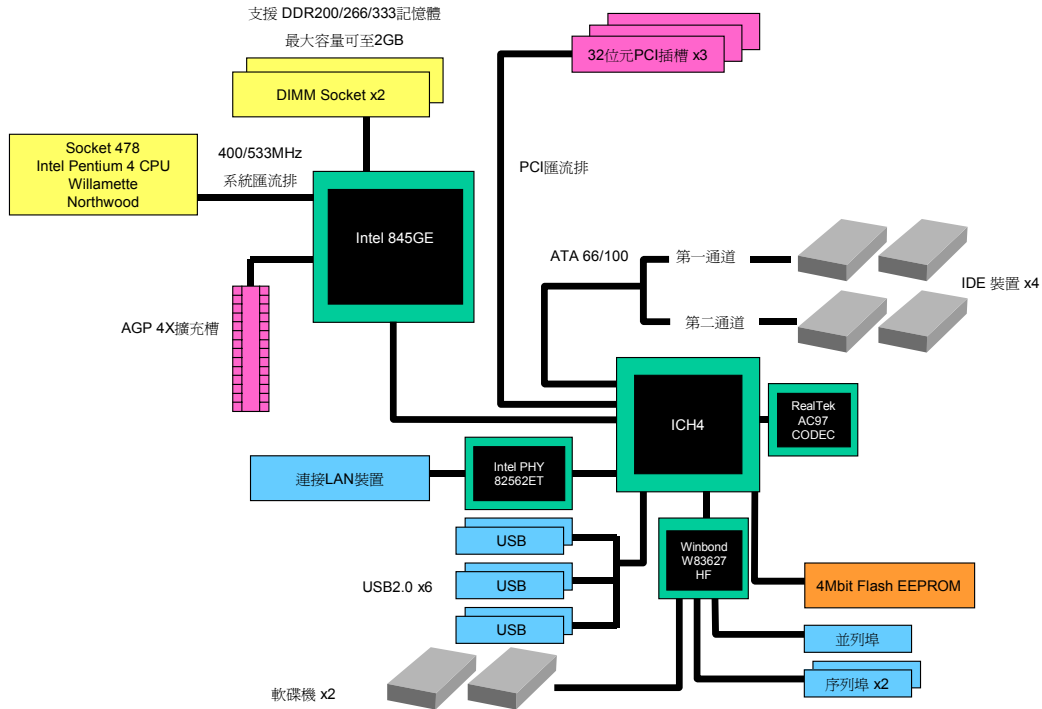 支援 DDR200/266/333記憶體
最大容量可至2GB
DIMM Socket x2
32位元PCI插槽 x3
Socket 478
Intel Pentium 4 CPU
Willamette
Northwood
400/533MHz
系統匯流排
PCI匯流排
Intel 845GE
ATA 66/100
第一通道
IDE 裝置 x4
第二通道
AGP 4X擴充槽
ICH4
RealTek
AC97
CODEC
連接LAN裝置
Intel PHY
82562ET
USB
USB2.0 x6
USB
USB
Winbond
W83627
HF
4Mbit Flash EEPROM
並列埠
序列埠 x2
軟碟機 x2